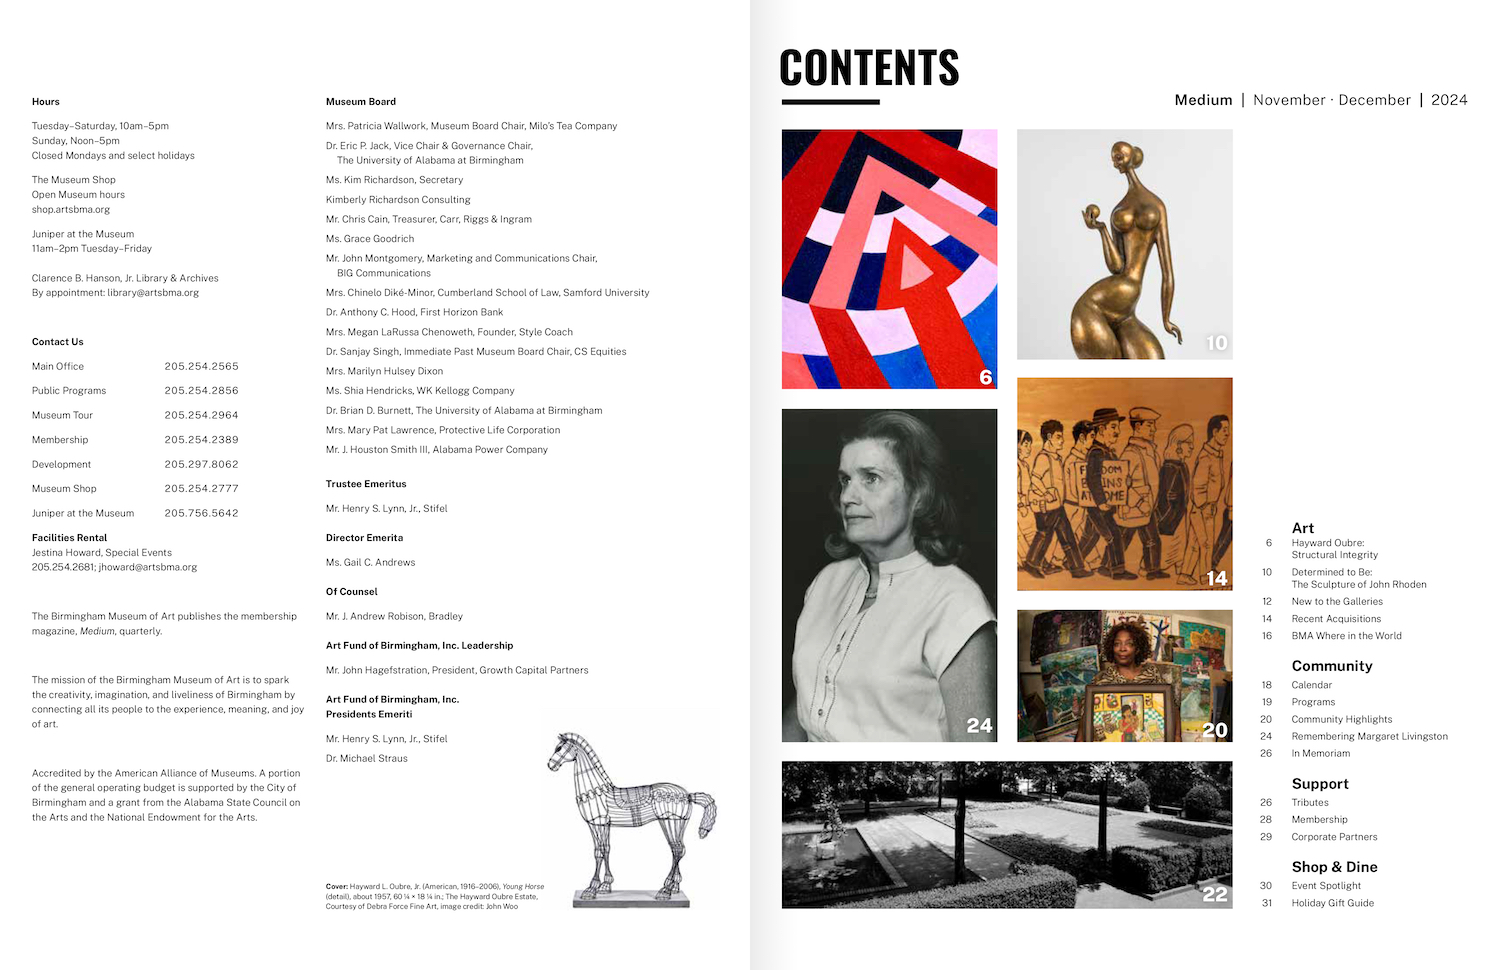 Hours
Tuesday–Saturday, 10am–5pm
Sunday, Noon–5pm
Closed Mondays and select holidays
The Museum Shop
Open Museum hours
shop.artsbma.org
Juniper at the Museum
11am–2pm Tuesday–Friday
Clarence B. Hanson, Jr. Library & Archives
By appointment: library@artsbma.org
Contact Us
Main Office 205.254.2565
Public Programs 205.254.2856
Museum Tour 205.254.2964
Membership 205.254.2389
Development 205.297.8062
Museum Shop 205.254.2777
Juniper at the Museum 205.756.5642
Facilities Rental
Jestina Howard, Special Events
205.254.2681; jhoward@artsbma.org
The Birmingham Museum of Art publishes the membership
magazine, Medium, quarterly.
The mission of the Birmingham Museum of Art is to spark
the creativity, imagination, and liveliness of Birmingham by
connecting all its people to the experience, meaning, and joy
of art.
Accredited by the American Alliance of Museums. A portion
of the general operating budget is supported by the City of
Birmingham and a grant from the Alabama State Council on
the Arts and the National Endowment for the Arts.
Museum Board
Mrs. Patricia Wallwork, Museum Board Chair, Milo's Tea Company
Dr. Eric P. Jack, Vice Chair & Governance Chair,
The University of Alabama at Birmingham
Ms. Kim Richardson, Secretary
Kimberly Richardson Consulting
Mr. Chris Cain, Treasurer, Carr, Riggs & Ingram
Ms. Grace Goodrich
Mr. John Montgomery, Marketing and Communications Chair,
BIG Communications
Mrs. Chinelo Diké-Minor, Cumberland School of Law, Samford University
Dr. Anthony C. Hood, First Horizon Bank
Mrs. Megan LaRussa Chenoweth, Founder, Style Coach
Dr. Sanjay Singh, Immediate Past Museum Board Chair, CS Equities
Mrs. Marilyn Hulsey Dixon
Ms. Shia Hendricks, WK Kellogg Company
Dr. Brian D. Burnett, The University of Alabama at Birmingham
Mrs. Mary Pat Lawrence, Protective Life Corporation
Mr. J. Houston Smith III, Alabama Power Company
Trustee Emeritus
Mr. Henry S. Lynn, Jr., Stifel
Director Emerita
Ms. Gail C. Andrews
Of Counsel
Mr. J. Andrew Robison, Bradley
Art Fund of Birmingham, Inc. Leadership
Mr. John Hagefstration, President, Growth Capital Partners
Art Fund of Birmingham, Inc.
Presidents Emeriti
Mr. Henry S. Lynn, Jr., Stifel
Dr. Michael Straus
Cover: Hayward L. Oubre, Jr. (American, 1916–2006), Young Horse
(detail), about 1957, 60 ¼ × 18 ¼ in.; The Hayward Oubre Estate,
Courtesy of Debra Force Fine Art, image credit: John Woo
CONTENTS
Medium | November · December | 2024
6
10
24
FREEDOM
BEGINS
AT HOME
14
20
22
Art
6 Hayward Oubre:
Structural Integrity
10 Determined to Be:
The Sculpture of John Rhoden
12 New to the Galleries
14 Recent Acquisitions
16 BMA Where in the World
Community
18 Calendar
19 Programs
20 Community Highlights
24 Remembering Margaret Livingston
26 In Memoriam
Support
26 Tributes
28 Membership
29 Corporate Partners
Shop & Dine
30 Event Spotlight
31 Holiday Gift Guide